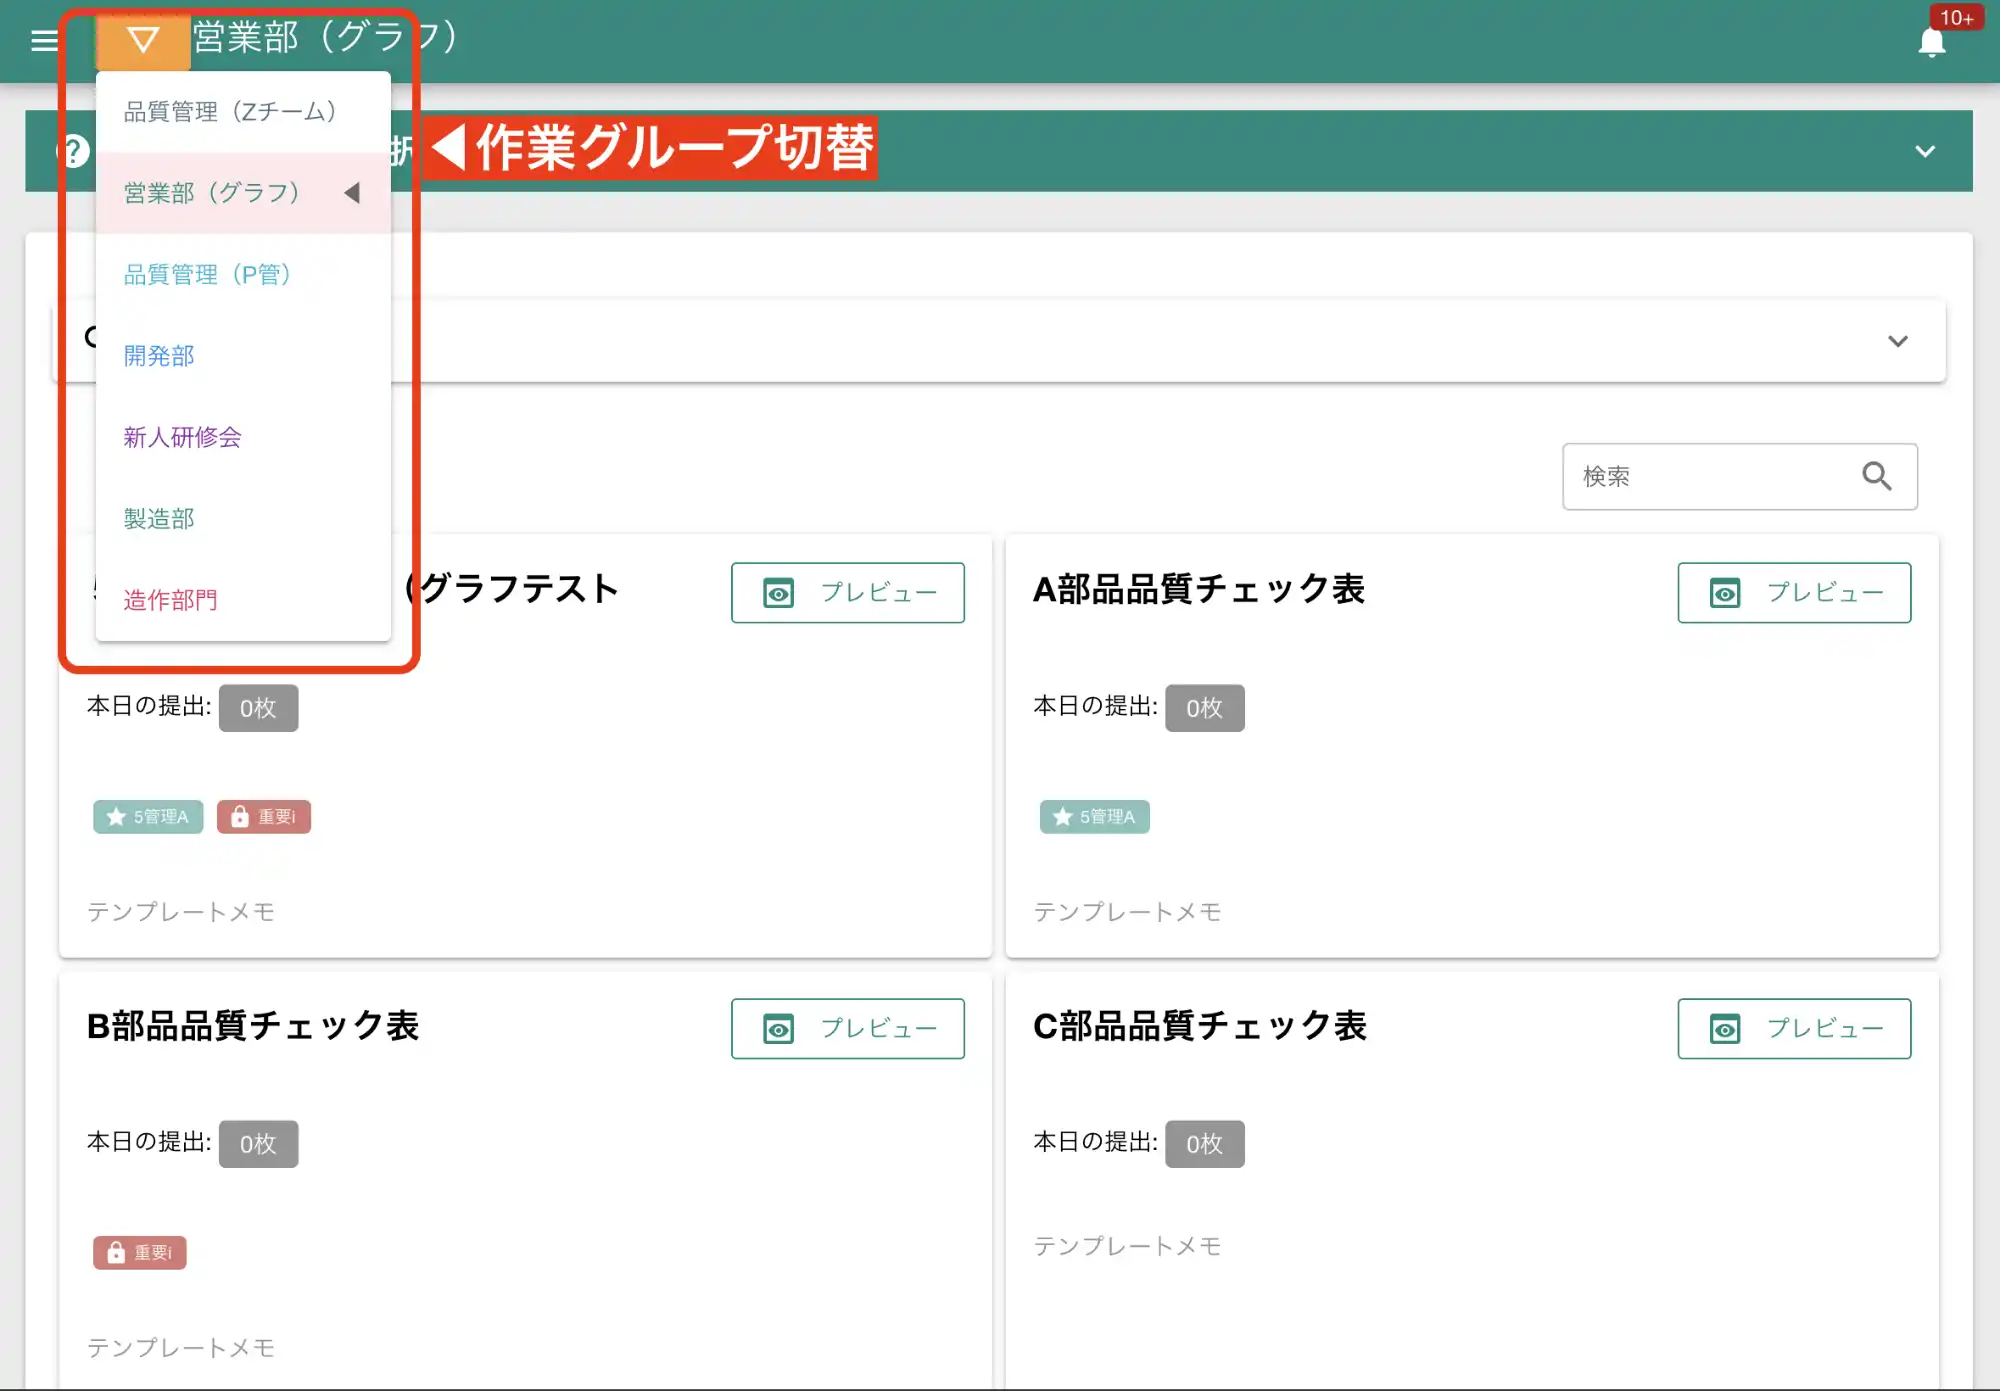 営業部（グラフ）
10+
品質管理（Zチーム）
◀作業グループ切替
営業部（グラフ） ◀
品質管理（P管）
開発部
新人研修会
検索
製造部
造作部門
（グラフテスト
プレビュー
A部品品質チェック表
プレビュー
本日の提出: 0枚
本日の提出: 0枚
5管理A
重要i
5管理A
テンプレートメモ
テンプレートメモ
B部品品質チェック表
プレビュー
C部品品質チェック表
プレビュー
本日の提出: 0枚
本日の提出: 0枚
重要i
テンプレートメモ
テンプレートメモ